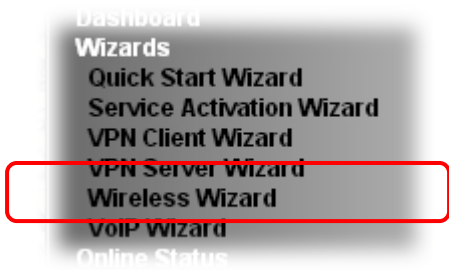 Dashboard
Wizards
Quick Start Wizard
Service Activation Wizard
VPN Client Wizard
VPN Server Wizard
Wireless Wizard
VoIP Wizard
Online Status